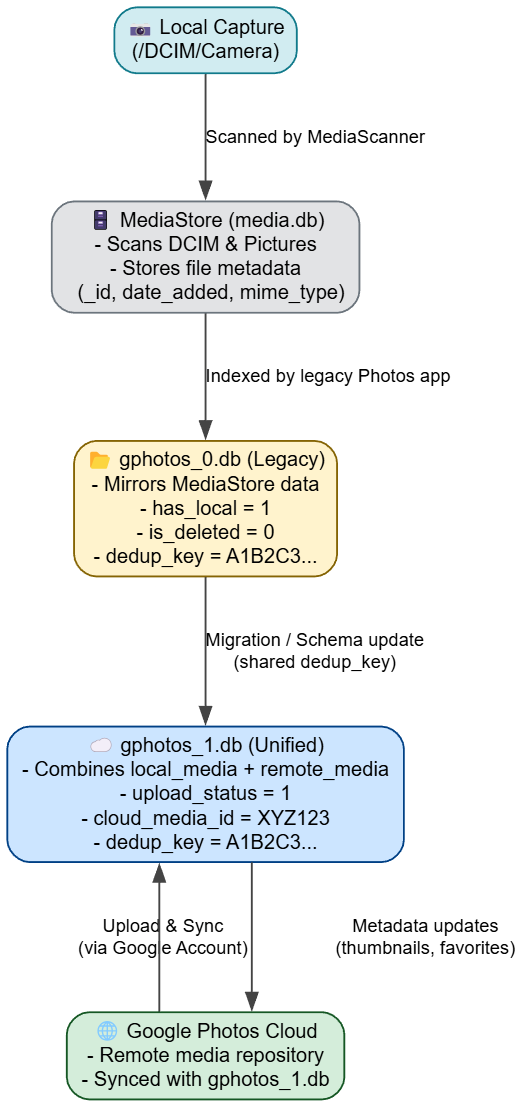 📷 Local Capture
(/DCIM/Camera)
Scanned by MediaScanner
🗄 MediaStore (media.db)
- Scans DCIM & Pictures
- Stores file metadata
(_id, date_added, mime_type)
Indexed by legacy Photos app
📂 gphotos_0.db (Legacy)
- Mirrors MediaStore data
- has_local = 1
- is_deleted = 0
- dedup_key = A1B2C3...
Migration / Schema update
(shared dedup_key)
☁️ gphotos_1.db (Unified)
- Combines local_media + remote_media
- upload_status = 1
- cloud_media_id = XYZ123
- dedup_key = A1B2C3...
Upload & Sync
(via Google Account)
Metadata updates
(thumbnails, favorites)
🌐 Google Photos Cloud
- Remote media repository
- Synced with gphotos_1.db